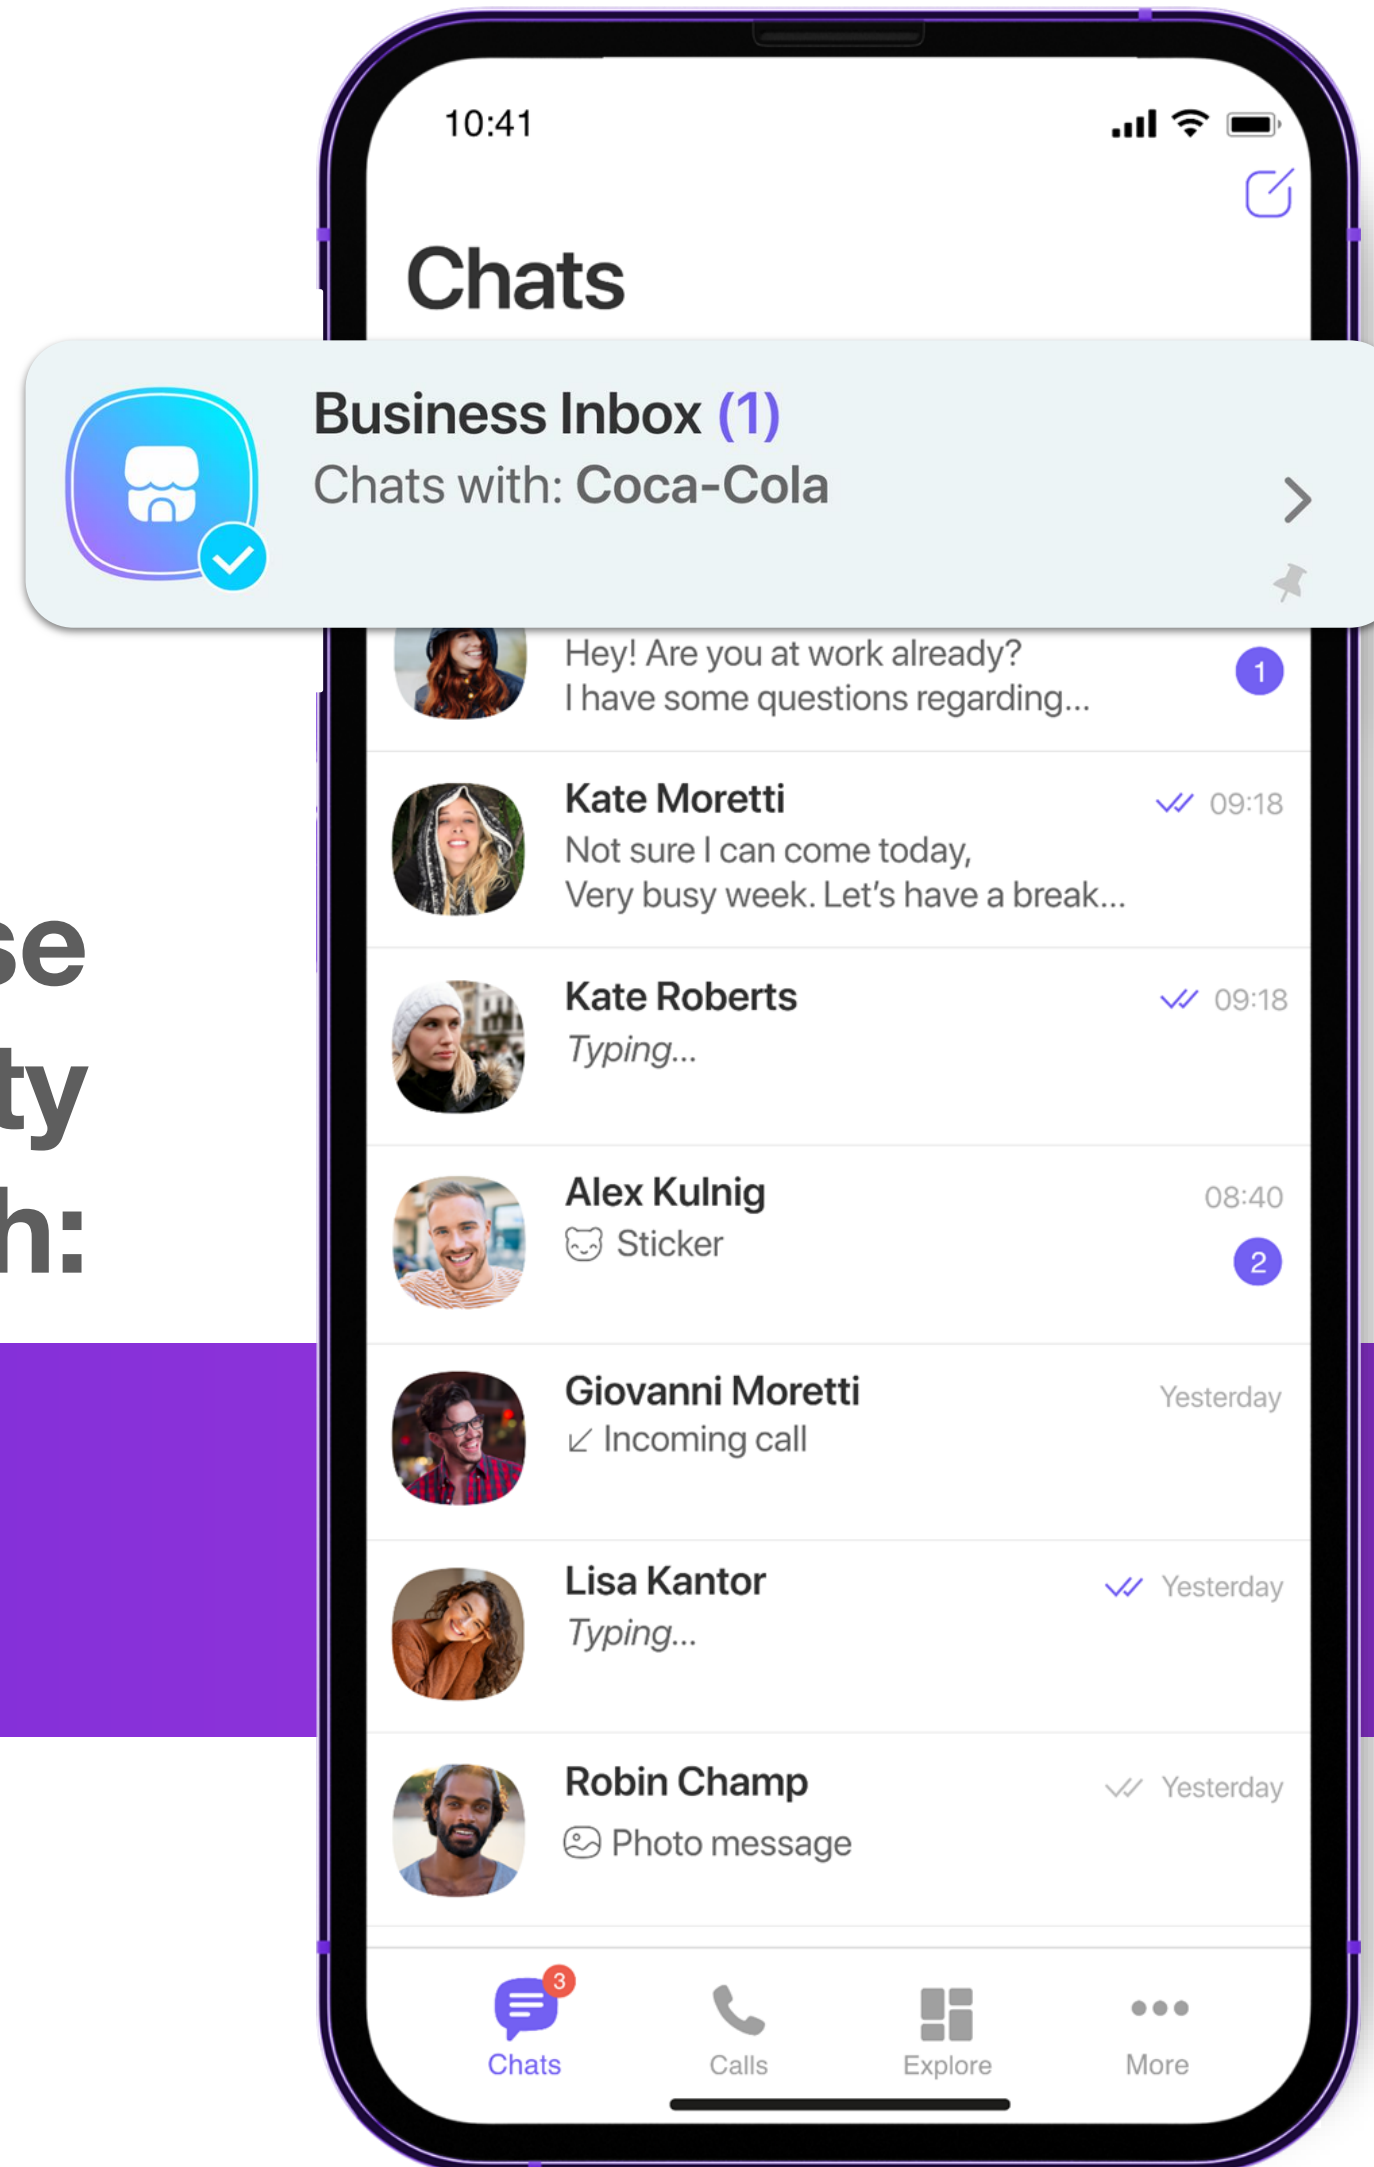 10:41
Chats
Business Inbox (1)
Chats with: Coca-Cola
Hey! Are you at work already?
I have some questions regarding...
1
Kate Moretti
09:18
Not sure I can come today,
Very busy week. Let's have a break...
se
Kate Roberts
09:18
Typing...
ty
Alex Kulnig
08:40
Sticker
2
h:
Giovanni Moretti
Yesterday
Incoming call
Lisa Kantor
Yesterday
Typing...
Robin Champ
Yesterday
Photo message
3
Chats
Calls
Explore
More